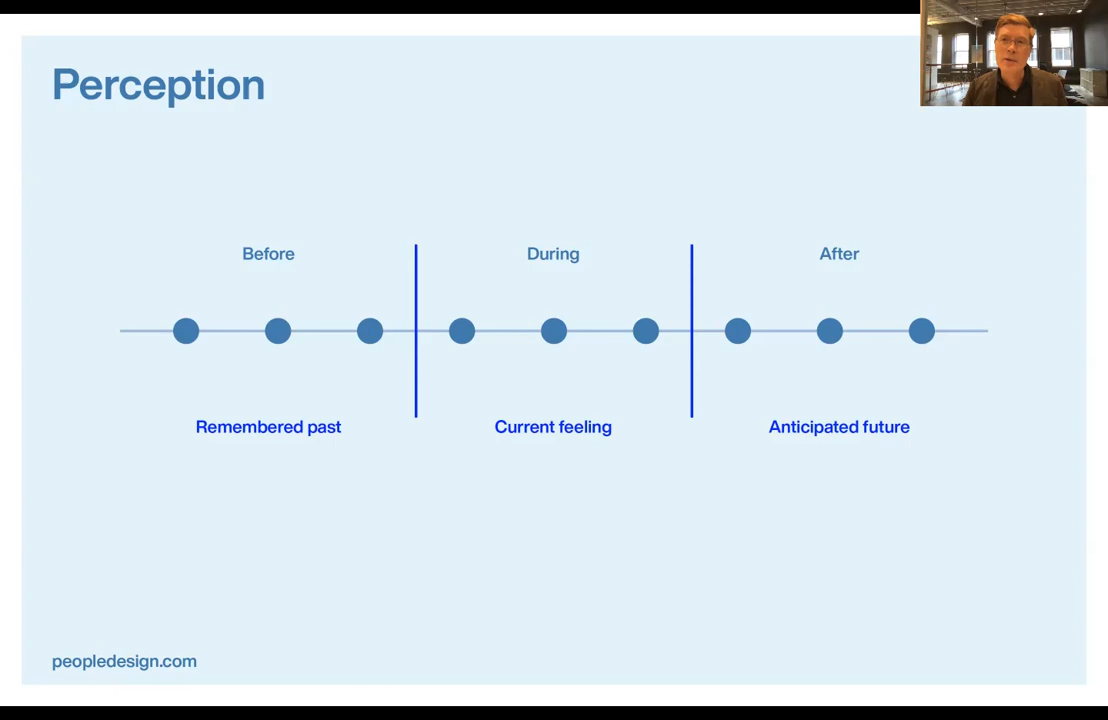 Perception
Before
During
After
Remembered past
Current feeling
Anticipated future
peopledesign.com